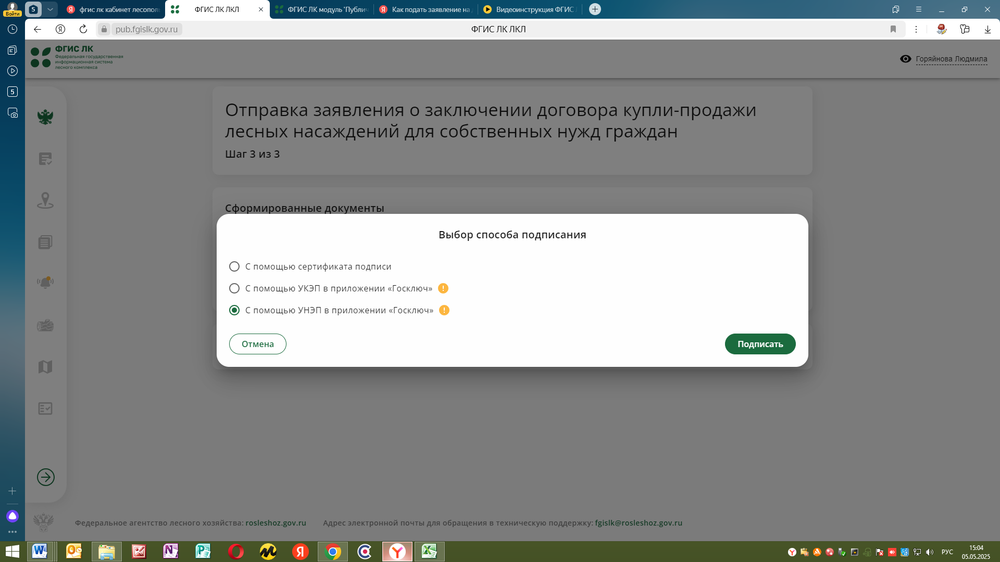 5
фгис лк кабинет лесопол
ФГИС ЛК ЛКЛ
ФГИС ЛК модуль 'Публич
Как подать заявление на
Видеоинструкция ФГИС
Войти
pub.fgislk.gov.ru
ФГИС ЛК ЛКЛ
5
ФГИС ЛК
Федеральная государственная
информационная система
лесного комплекса
Горяйнова Людмила
Отправка заявления о заключении договора купли-продажи
лесных насаждений для собственных нужд граждан
Шаг 3 из 3
Сформированные документы
Выбор способа подписания
С помощью сертификата подписи
С помощью УКЭП в приложении «Госключ»
С помощью УНЭП в приложении «Госключ»
Отмена
Подписать
Федеральное агентство лесного хозяйства: rosleshoz.gov.ru
Адрес электронной почты для обращения в техническую поддержку: fgislk@rosleshoz.gov.ru
РУС
15:04
05.05.2025